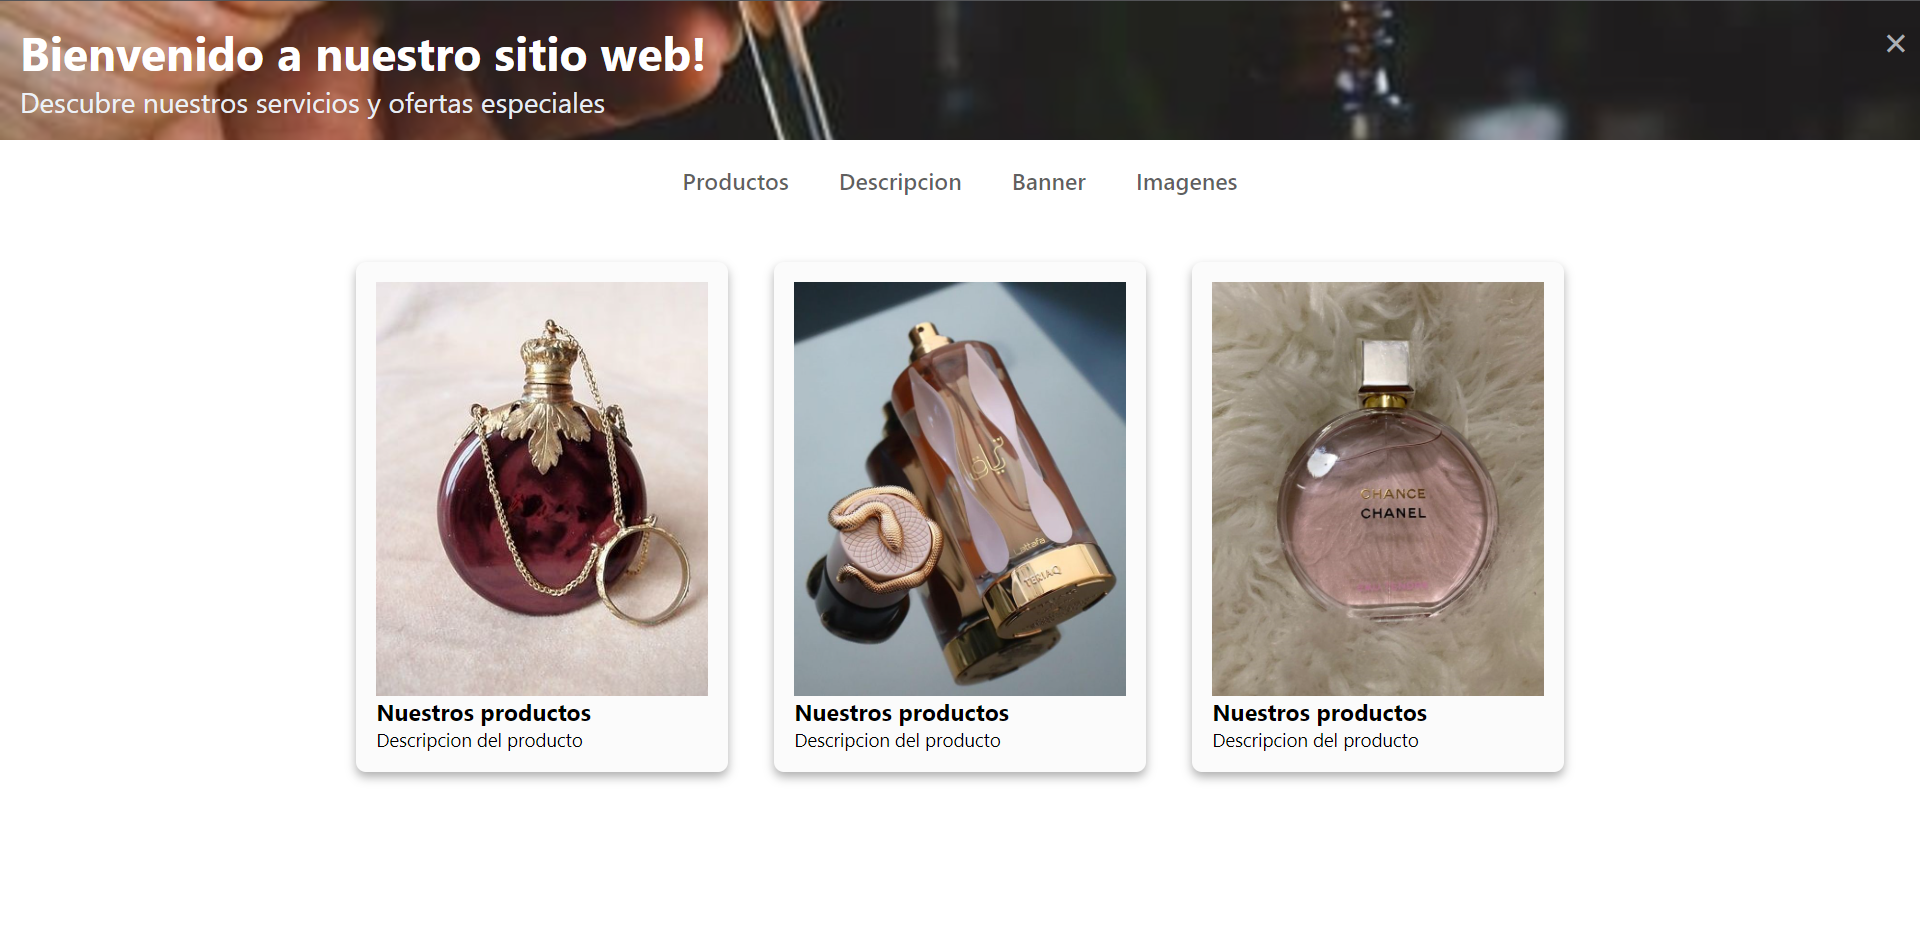 Bienvenido a nuestro sitio web!
Descubre nuestros servicios y ofertas especiales
Productos Descripcion Banner Imagenes
ترياق
Lattafa
TERIAQ
CHANCE
CHANEL
Nuestros productos
Descripcion del producto
Nuestros productos
Descripcion del producto
Nuestros productos
Descripcion del producto